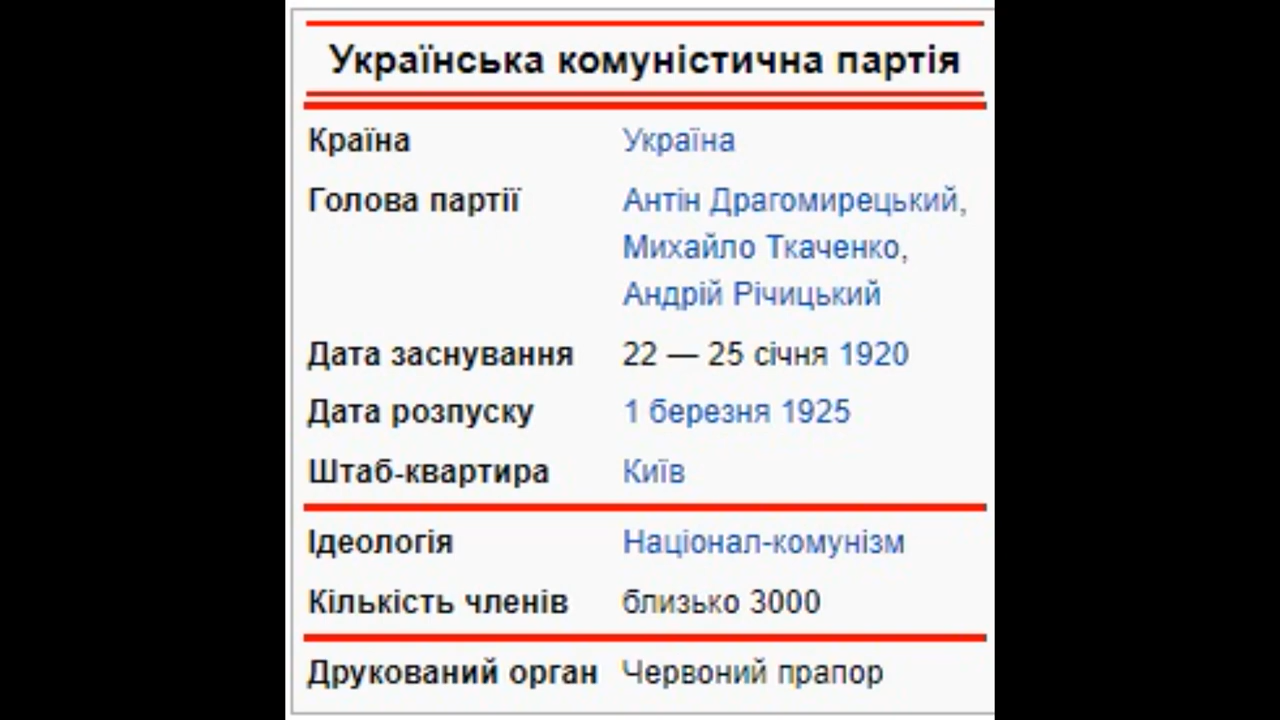 Українська комуністична партія
Країна Україна
Голова партії Антін Драгомирецький,
Михайло Ткаченко,
Андрій Річицький
Дата заснування 22 — 25 січня 1920
Дата розпуску 1 березня 1925
Штаб-квартира Київ
Ідеологія Націонал-комунізм
Кількість членів близько 3000
Друкований орган Червоний прапор